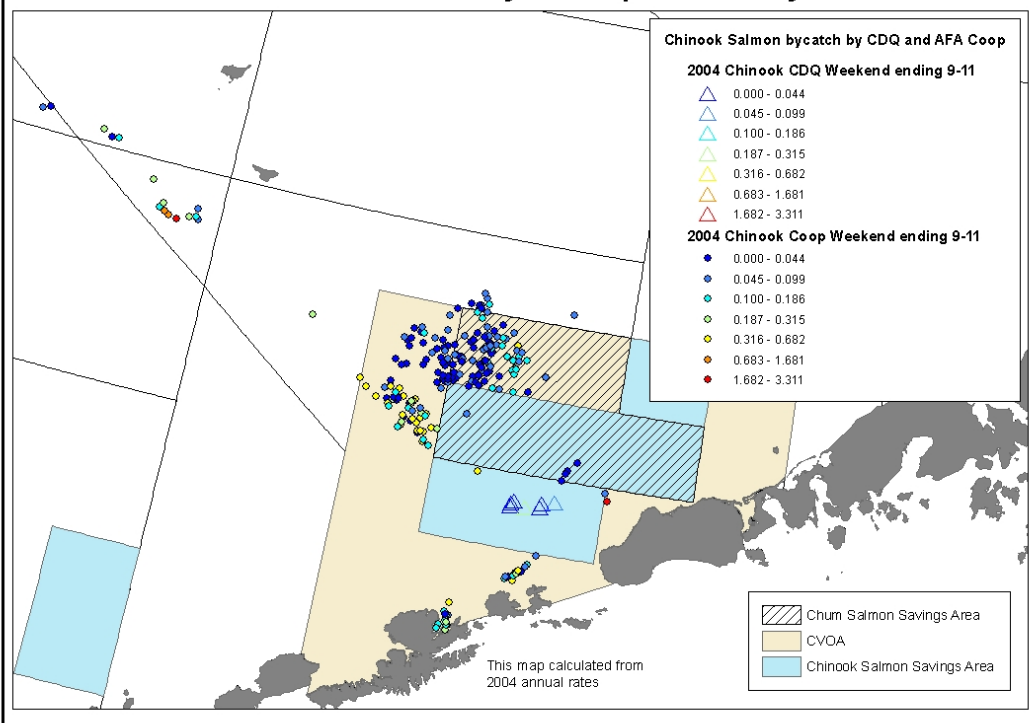 Chinook Salmon bycatch by CDQ and AFA Coop
2004 Chinook CDQ Weekend ending 9-11
0.000 - 0.044
0.045 - 0.099
0.100 - 0.186
0.187 - 0.315
0.316 - 0.682
0.683 - 1.681
1.682 - 3.311
2004 Chinook Coop Weekend ending 9-11
0.000 - 0.044
0.045 - 0.099
0.100 - 0.186
0.187 - 0.315
0.316 - 0.682
0.683 - 1.681
1.682 - 3.311
Chum Salmon Savings Area
CVOA
Chinook Salmon Savings Area
This map calculated from
2004 annual rates